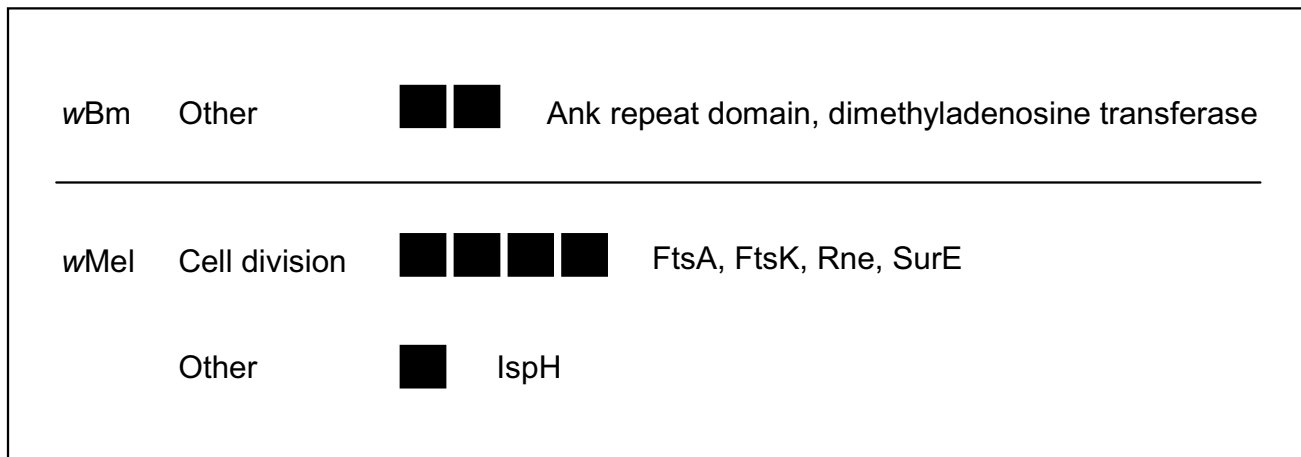 wBm Other Ank repeat domain, dimethyladenosine transferase
wMel Cell division FtsA, FtsK, Rne, SurE
Other IspH